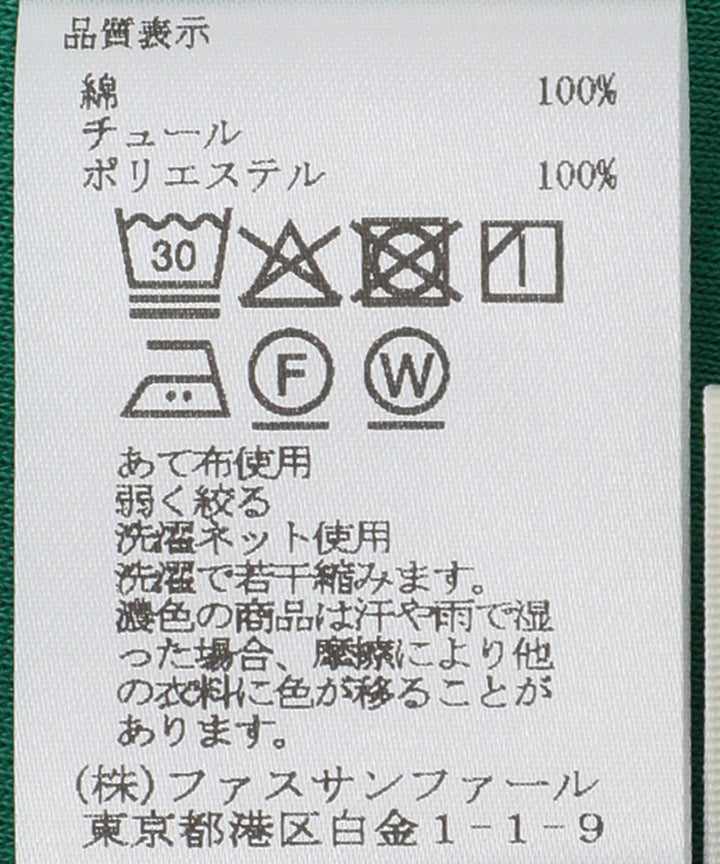 品質表示
綿 100%
チュール
ポリエステル 100%
30
F W
あて布使用
弱く絞る
洗濯ネット使用
洗濯で若干縮みます。
濃色の商品は汗や雨で湿
った場合、摩擦により他
の衣料に色が移ることが
あります。
(株)ファスサンファール
東京都港区白金1-1-9